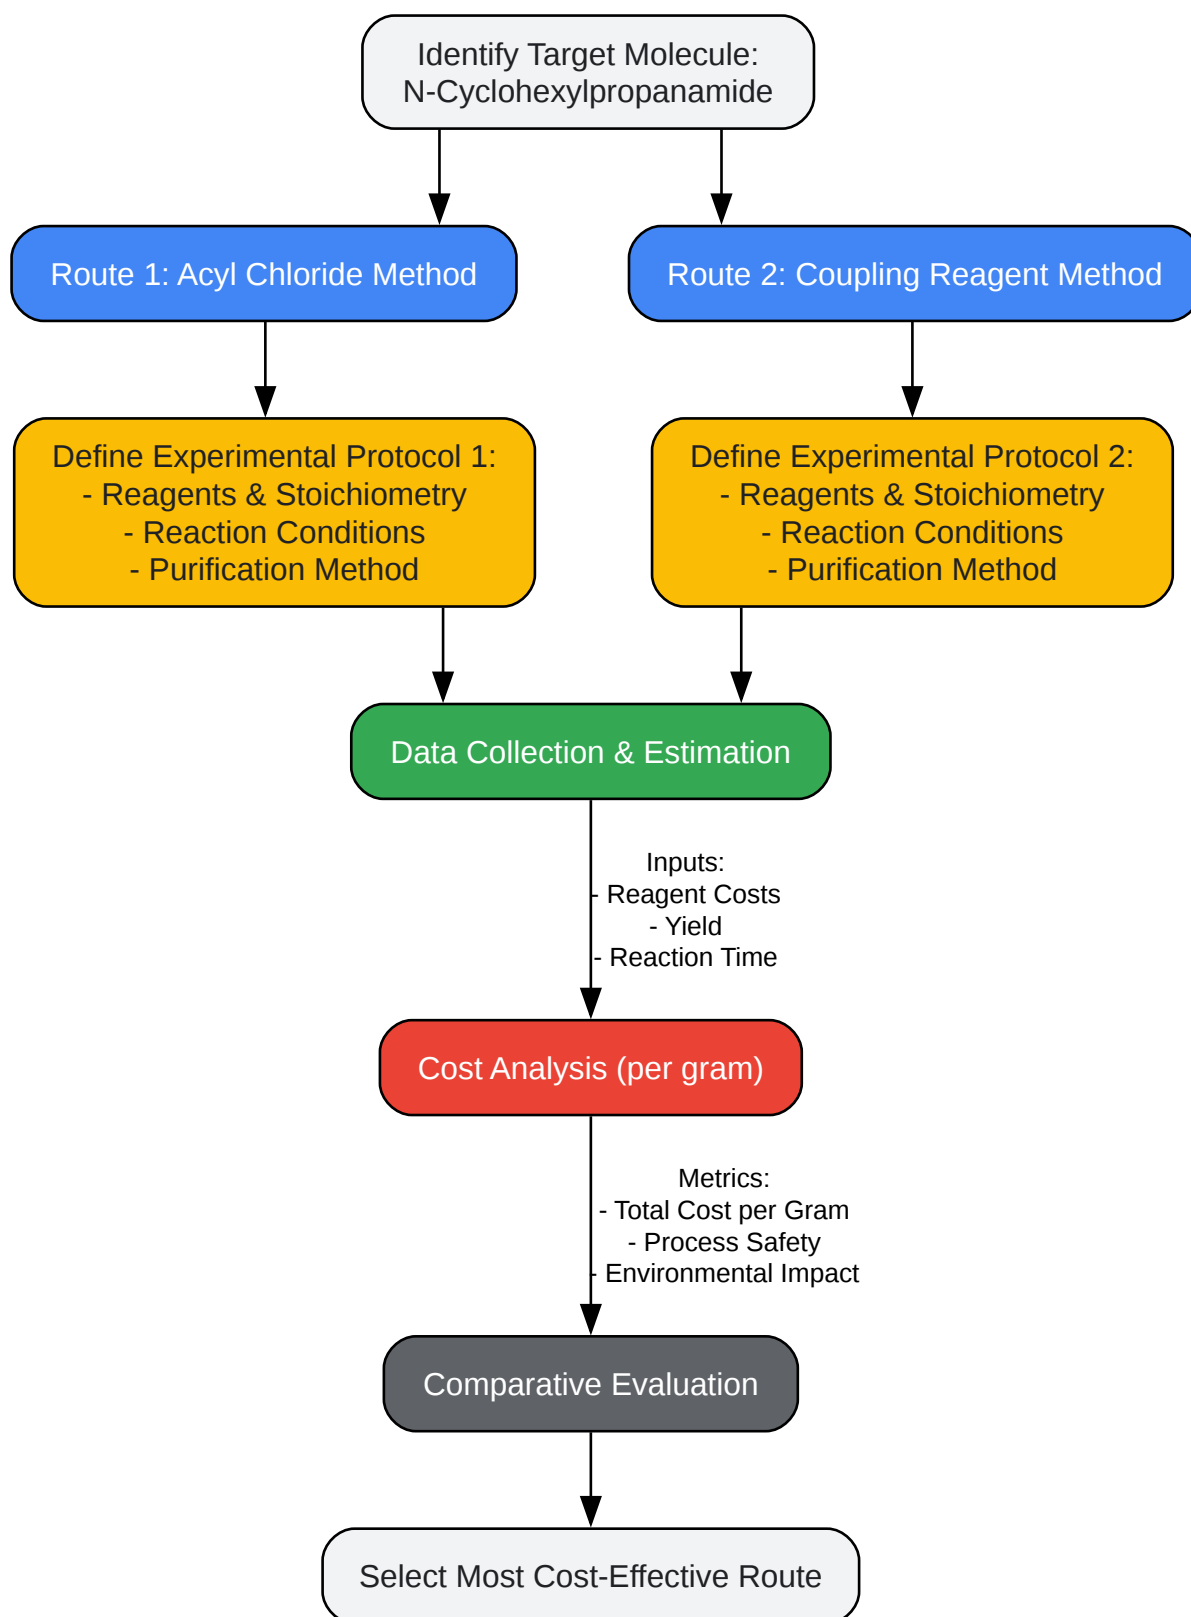 Identify Target Molecule:
N-Cyclohexylpropanamide
Route 1: Acyl Chloride Method
Route 2: Coupling Reagent Method
Define Experimental Protocol 1:
- Reagents & Stoichiometry
- Reaction Conditions
- Purification Method
Define Experimental Protocol 2:
- Reagents & Stoichiometry
- Reaction Conditions
- Purification Method
Data Collection & Estimation
Inputs:
- Reagent Costs
- Yield
- Reaction Time
Cost Analysis (per gram)
Metrics:
- Total Cost per Gram
- Process Safety
- Environmental Impact
Comparative Evaluation
Select Most Cost-Effective Route